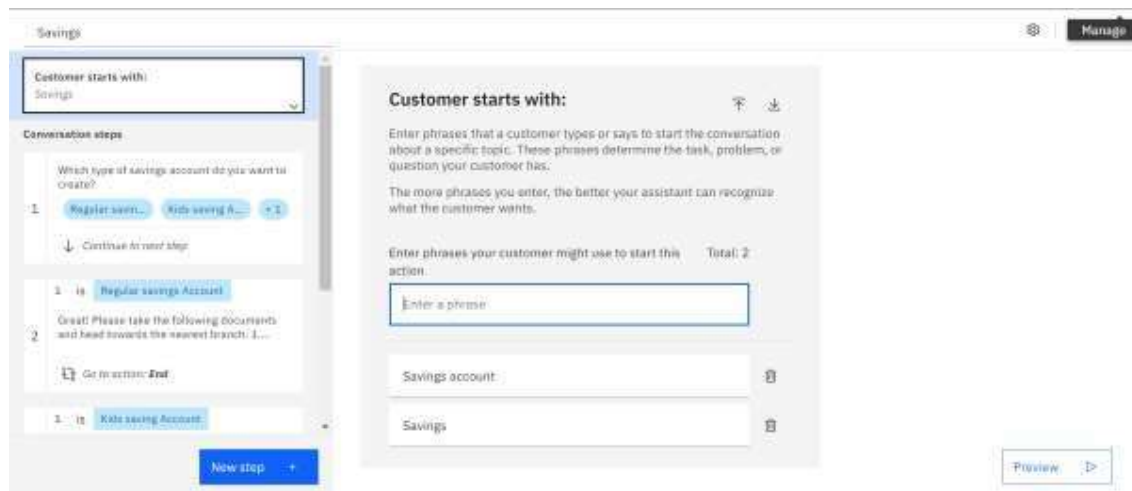 Savings
Manage
Customer starts with:
Savings
Conversation steps
1
Which type of savings account do you want to
create?
Regular savin...
Kids saving A...
+ 1
Continue to next step
2
1 is Regular savings Account
Great! Please take the following documents
and head towards the nearest branch. 1....
Go to action: End
1 is Kids saving Account
New step +
Customer starts with:
Enter phrases that a customer types or says to start the conversation
about a specific topic. These phrases determine the task, problem, or
question your customer has.
The more phrases you enter, the better your assistant can recognize
what the customer wants.
Enter phrases your customer might use to start this
action
Total: 2
Enter a phrase
Savings account
Savings
Preview